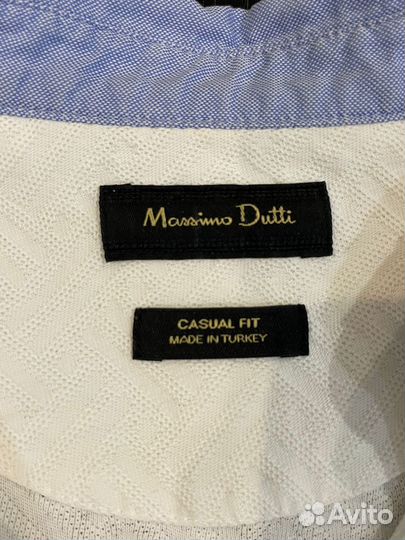 Massimo Dutti
CASUAL FIT
MADE IN TURKEY
Avito